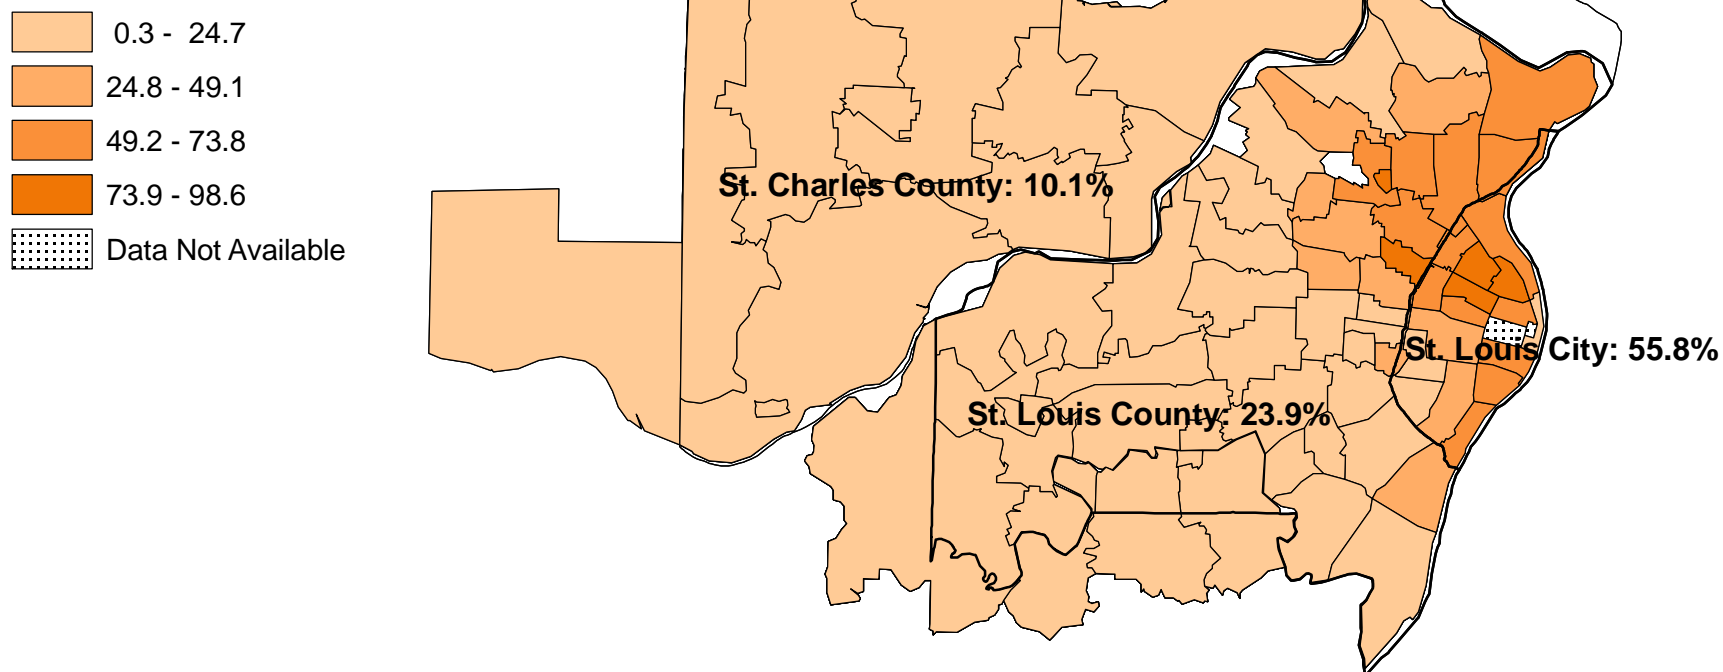 0.3 - 24.7
24.8 - 49.1
49.2 - 73.8
73.9 - 98.6
Data Not Available
St. Charles County: 10.1%
St. Louis City: 55.8%
St. Louis County: 23.9%